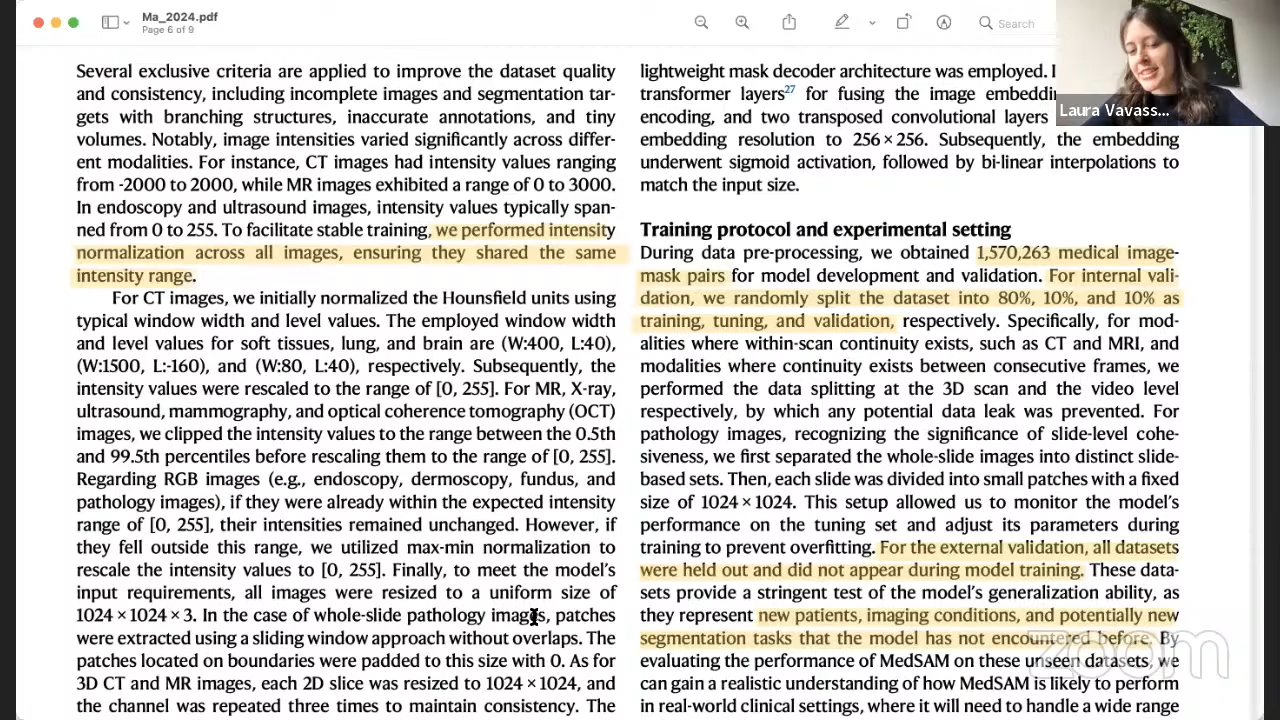 Ma_2024.pdf
Page 6 of 9
Search
Laura Vavass...
Several exclusive criteria are applied to improve the dataset quality
and consistency, including incomplete images and segmentation tar-
gets with branching structures, inaccurate annotations, and tiny
volumes. Notably, image intensities varied significantly across differ-
ent modalities. For instance, CT images had intensity values ranging
from -2000 to 2000, while MR images exhibited a range of 0 to 3000.
In endoscopy and ultrasound images, intensity values typically span-
ned from 0 to 255. To facilitate stable training, we performed intensity
normalization across all images, ensuring they shared the same
intensity range.
For CT images, we initially normalized the Hounsfield units using
typical window width and level values. The employed window width
and level values for soft tissues, lung, and brain are (W:400, L:40),
(W:1500, L:-160), and (W:80, L:40), respectively. Subsequently, the
intensity values were rescaled to the range of [0, 255]. For MR, X-ray,
ultrasound, mammography, and optical coherence tomography (OCT)
images, we clipped the intensity values to the range between the 0.5th
and 99.5th percentiles before rescaling them to the range of [0, 255].
Regarding RGB images (e.g., endoscopy, dermoscopy, fundus, and
pathology images), if they were already within the expected intensity
range of [0, 255], their intensities remained unchanged. However, if
they fell outside this range, we utilized max-min normalization to
rescale the intensity values to [0, 255]. Finally, to meet the model's
input requirements, all images were resized to a uniform size of
1024 × 1024 × 3. In the case of whole-slide pathology images, patches
were extracted using a sliding window approach without overlaps. The
patches located on boundaries were padded to this size with 0. As for
3D CT and MR images, each 2D slice was resized to 1024 × 1024, and
the channel was repeated three times to maintain consistency. The
lightweight mask decoder architecture was employed.
transformer layers27 for fusing the image
encoding, and two transposed convolutional layers
embedding resolution to 256 × 256. Subsequently, the embedding
underwent sigmoid activation, followed by bi-linear interpolations to
match the input size.
Training protocol and experimental setting
During data pre-processing, we obtained 1,570,263 medical image-
mask pairs for model development and validation. For internal vali-
dation, we randomly split the dataset into 80%, 10%, and 10% as
training, tuning, and validation, respectively. Specifically, for mod-
alities where within-scan continuity exists, such as CT and MRI, and
modalities where continuity exists between consecutive frames, we
performed the data splitting at the 3D scan and the video level
respectively, by which any potential data leak was prevented. For
pathology images, recognizing the significance of slide-level cohe-
siveness, we first separated the whole-slide images into distinct slide-
based sets. Then, each slide was divided into small patches with a fixed
size of 1024 × 1024. This setup allowed us to monitor the model's
performance on the tuning set and adjust its parameters during
training to prevent overfitting. For the external validation, all datasets
were held out and did not appear during model training. These data-
sets provide a stringent test of the model's generalization ability, as
they represent new patients, imaging conditions, and potentially new
segmentation tasks that the model has not encountered before. By
evaluating the performance of MedSAM on these unseen datasets, we
can gain a realistic understanding of how MedSAM is likely to perform
in real-world clinical settings, where it will need to handle a wide range
zoom